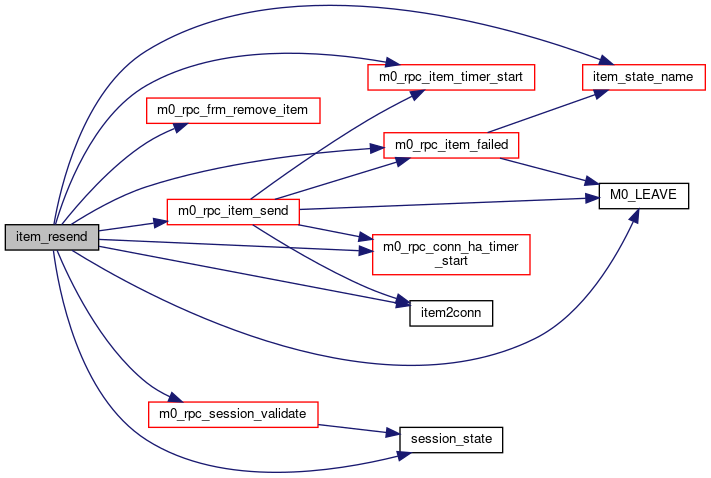 m0_rpc_item_timer_start
item_state_name
m0_rpc_frm_remove_item
m0_rpc_item_failed
M0_LEAVE
m0_rpc_item_send
item_resend
m0_rpc_conn_ha_timer
_start
item2conn
m0_rpc_session_validate
session_state